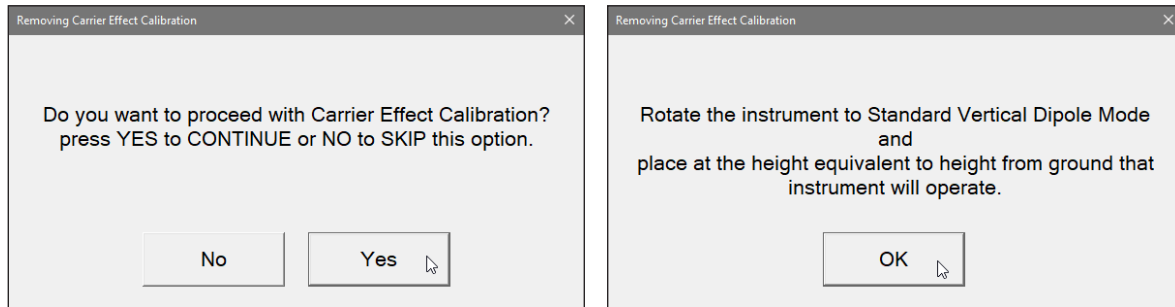 Removing Carrier Effect Calibration
Do you want to proceed with Carrier Effect Calibration?
press YES to CONTINUE or NO to SKIP this option.
No
Yes
Removing Carrier Effect Calibration
Rotate the instrument to Standard Vertical Dipole Mode
and
place at the height equivalent to height from ground that
instrument will operate.
OK